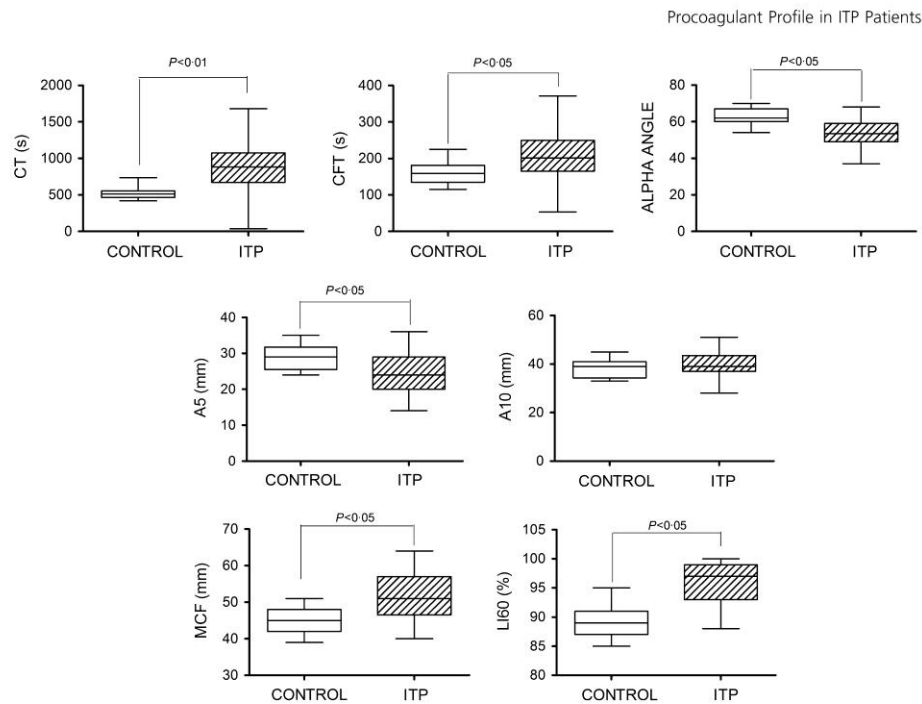 Procoagulant Profile in ITP Patients
P<0·01
CT (s)
2000
1500
1000
500
0
CONTROL ITP
P<0·05
CFT (s)
400
300
200
100
0
CONTROL ITP
P<0·05
ALPHA ANGLE
80
60
40
20
0
CONTROL ITP
P<0·05
A5 (mm)
40
30
20
10
0
CONTROL ITP
A10 (mm)
60
40
20
0
CONTROL ITP
P<0·05
MCF (mm)
70
60
50
40
30
CONTROL ITP
P<0·05
LI60 (%)
105
100
95
90
85
80
CONTROL ITP